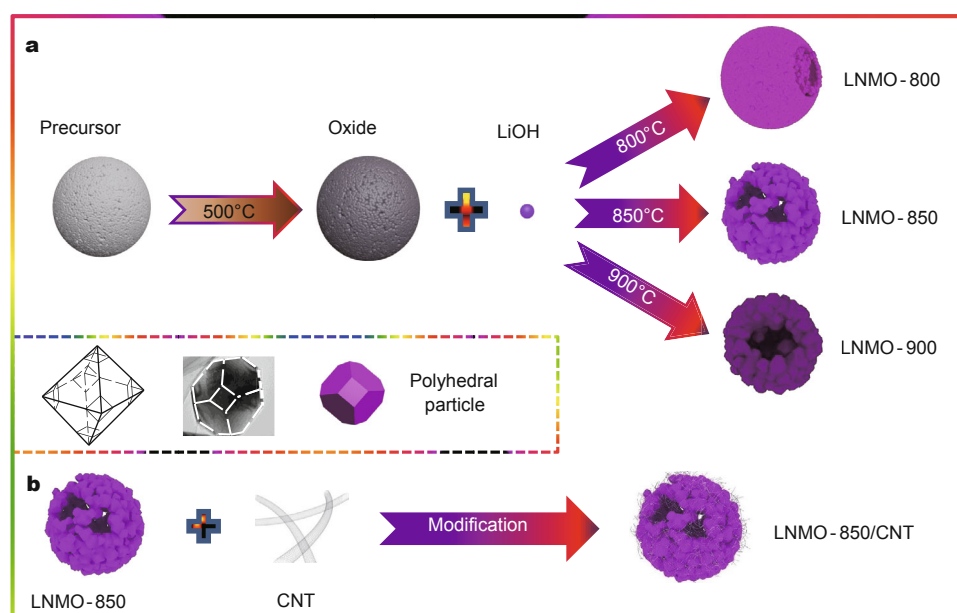 a
Precursor
500°C
Oxide
LiOH
800°C
850°C
900°C
LNMO-800
LNMO-850
LNMO-900
Polyhedral
particle
b
LNMO-850
CNT
Modification
LNMO-850/CNT